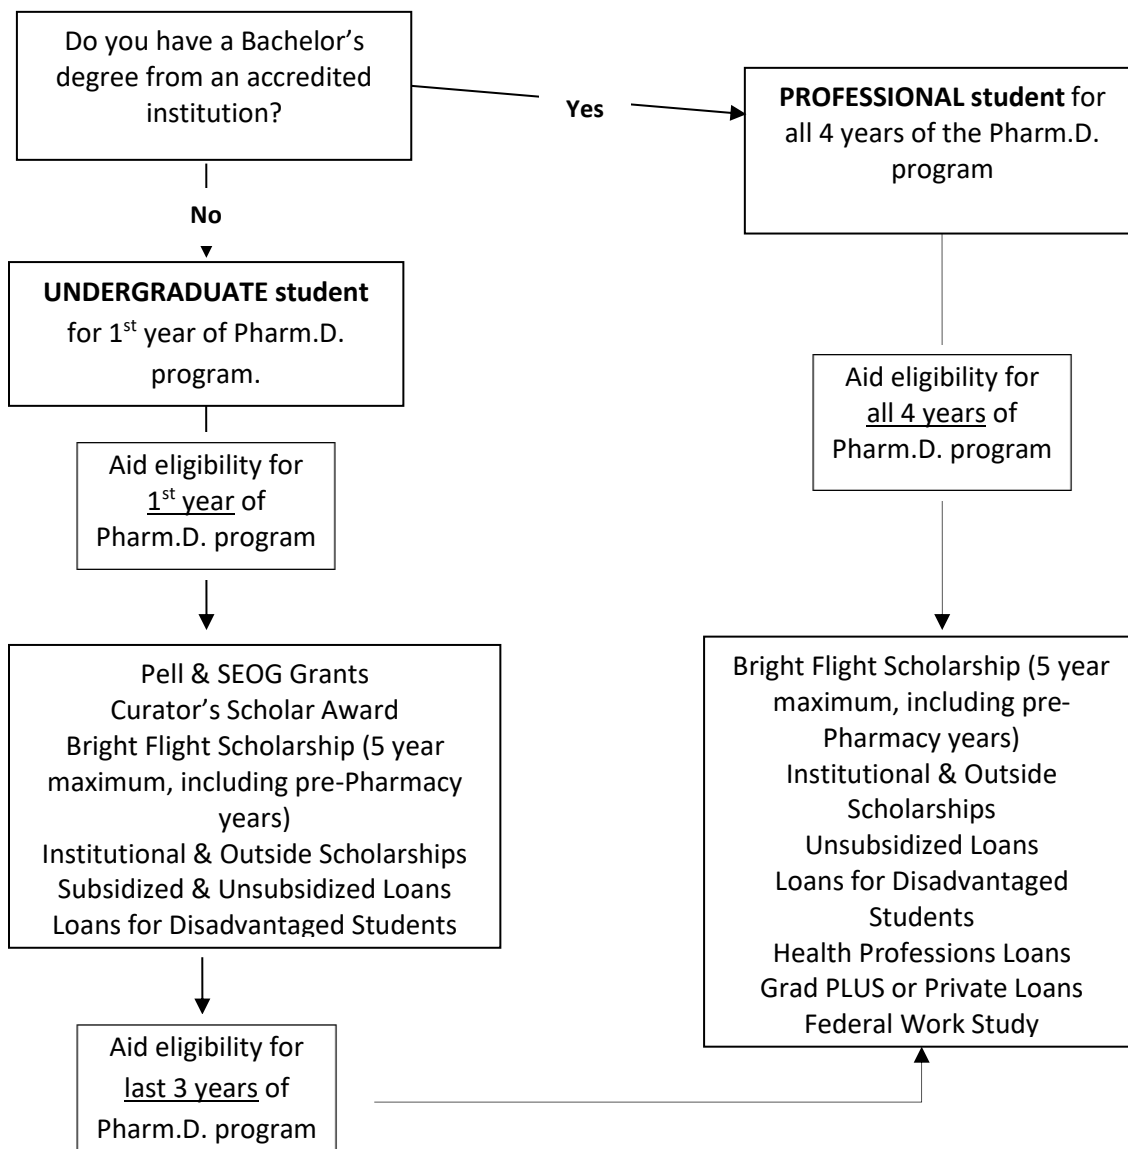 Do you have a Bachelor’s
degree from an accredited
institution?
Yes
PROFESSIONAL student for
all 4 years of the Pharm.D.
program
No
UNDERGRADUATE student
for 1st year of Pharm.D.
program.
Aid eligibility for
all 4 years of
Pharm.D. program
Aid eligibility for
1st year of
Pharm.D. program
Pell & SEOG Grants
Curator’s Scholar Award
Bright Flight Scholarship (5 year
maximum, including pre-Pharmacy
years)
Institutional & Outside Scholarships
Subsidized & Unsubsidized Loans
Loans for Disadvantaged Students
Bright Flight Scholarship (5 year
maximum, including pre-
Pharmacy years)
Institutional & Outside
Scholarships
Unsubsidized Loans
Loans for Disadvantaged
Students
Health Professions Loans
Grad PLUS or Private Loans
Federal Work Study
Aid eligibility for
last 3 years of
Pharm.D. program